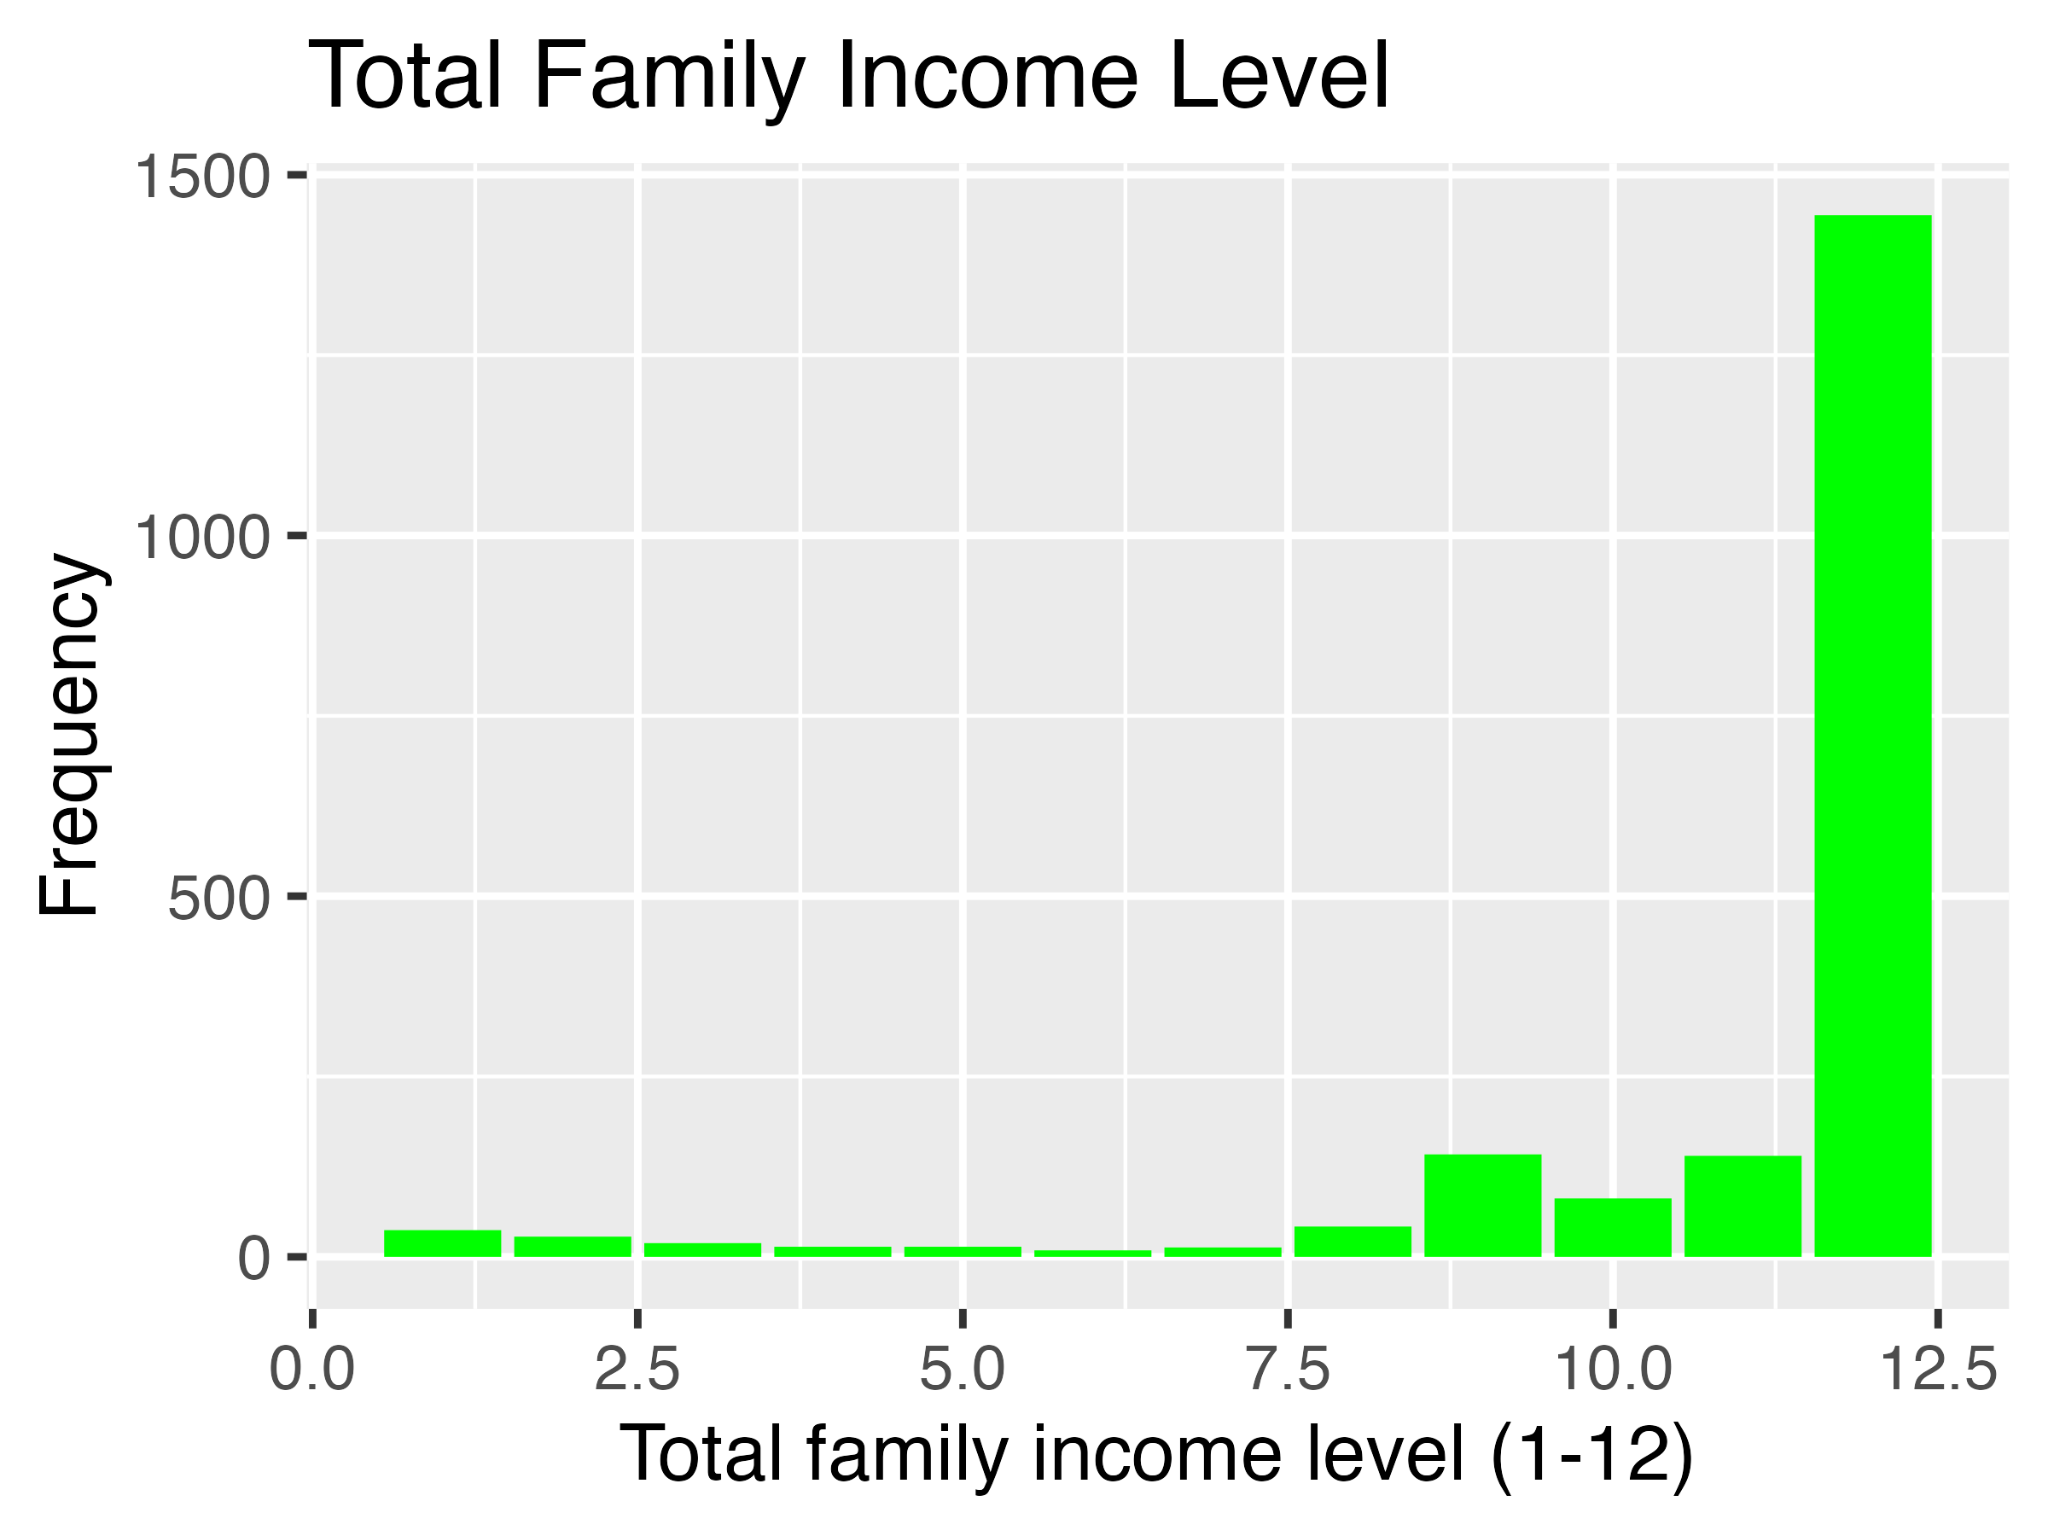 Total Family Income Level
1500
1000
500
0
Frequency
0.0 2.5 5.0 7.5 10.0 12.5
Total family income level (1-12)